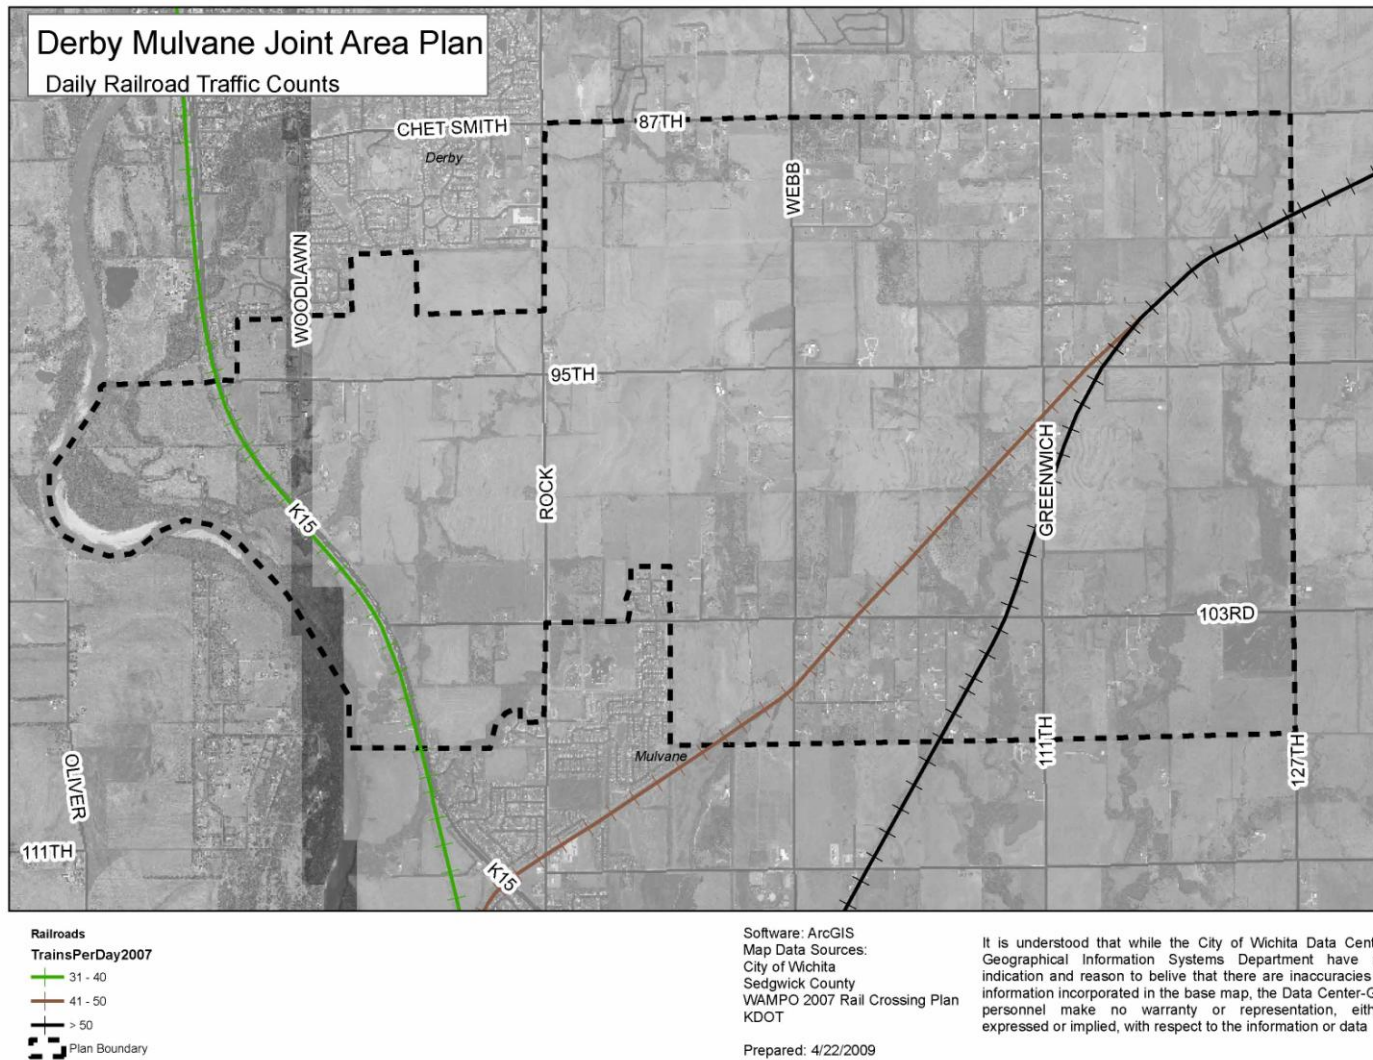 Derby Mulvane Joint Area Plan
Daily Railroad Traffic Counts
CHET SMITH
87TH
Derby
WEBB
WOODLAWN
95TH
ROCK
GREENWICH
K15
103RD
Mulvane
111TH
127TH
OLIVER
111TH
K15
Railroads
TrainsPerDay2007
31 - 40
41 - 50
> 50
Plan Boundary
Software: ArcGIS
Map Data Sources:
City of Wichita
Sedgwick County
WAMPO 2007 Rail Crossing Plan
KDOT
Prepared: 4/22/2009
It is understood that while the City of Wichita Data Cent
Geographical Information Systems Department have
indication and reason to belive that there are inaccuracies
information incorporated in the base map, the Data Center-G
personnel make no warranty or representation, eith
expressed or implied, with respect to the information or data